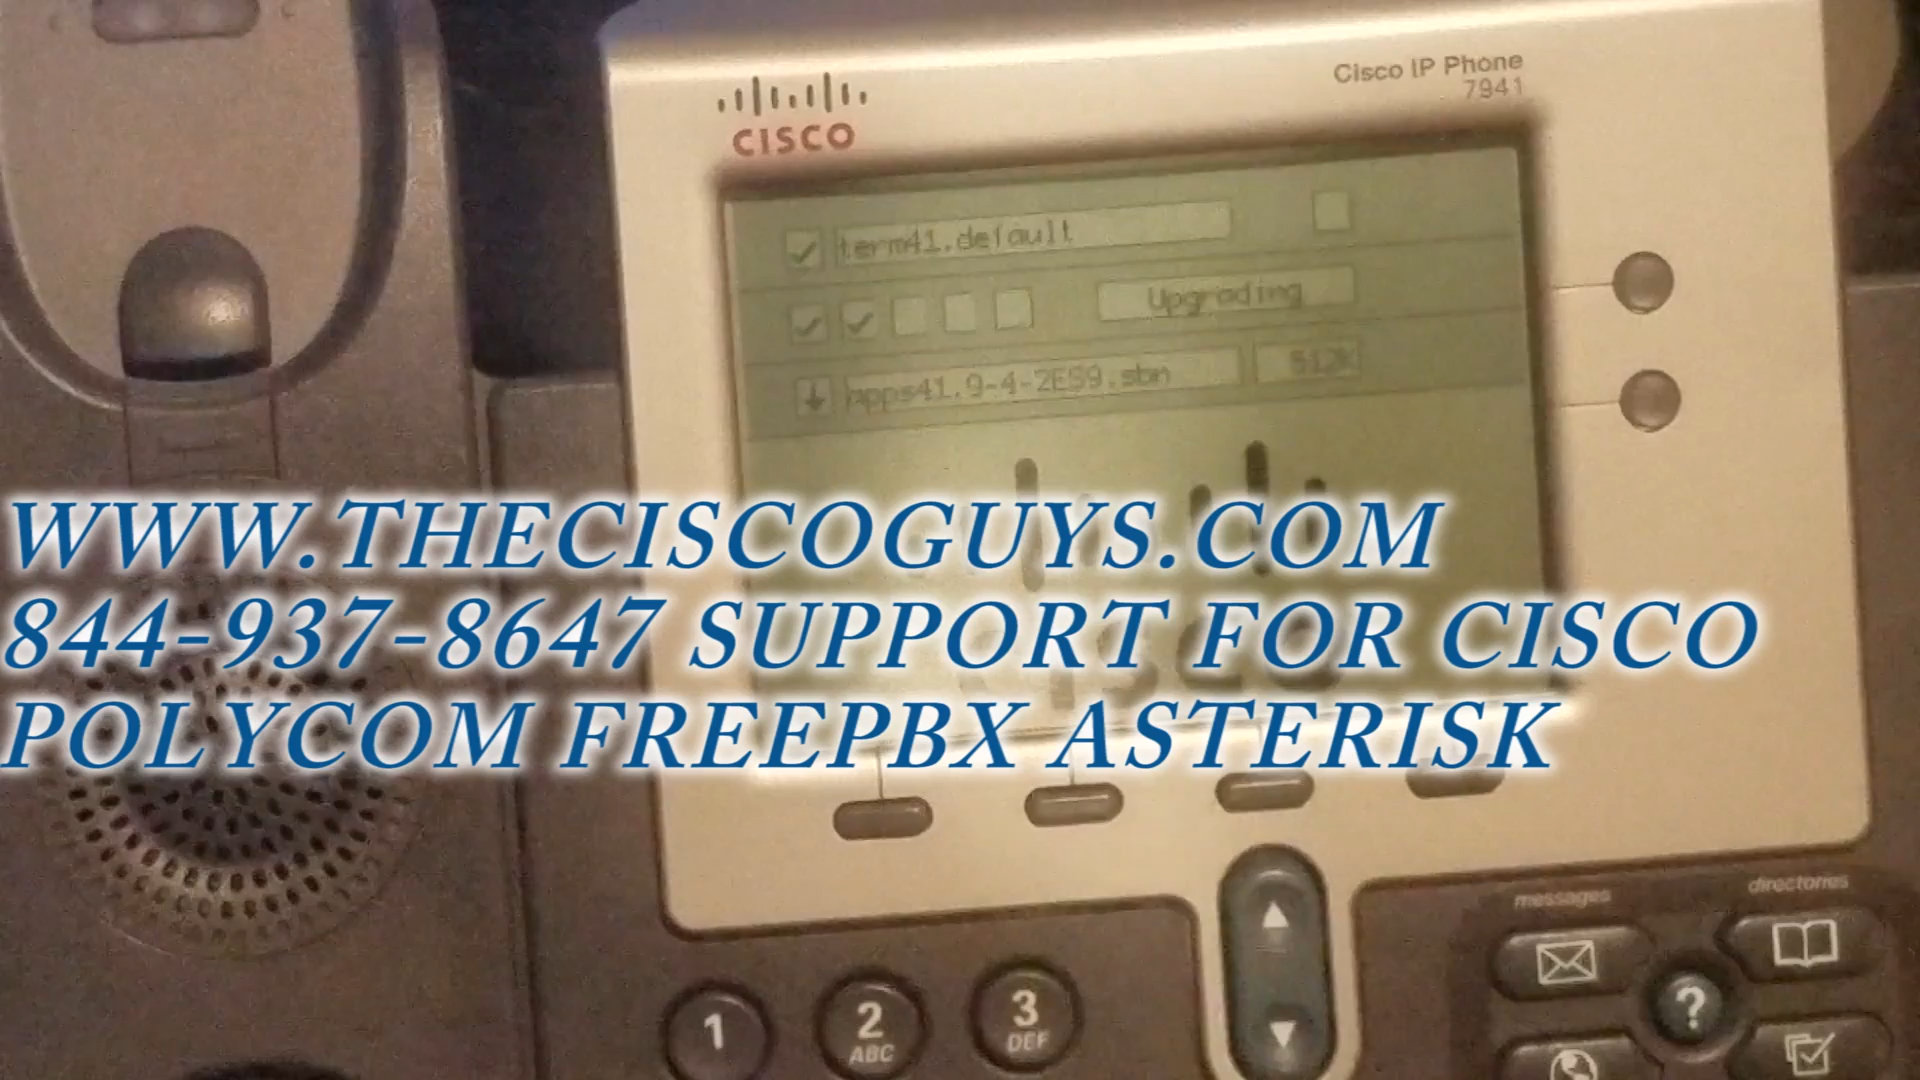 CISCO
Cisco IP Phone
7941
term41.default
Upgrading
apps41.9-4-2ES9.sbn 512K
WWW.THECISCOGUYS.COM
844-937-8647 SUPPORT FOR CISCO
POLYCOM FREEPBX ASTERISK
messages
directories
1
2
ABC
3
DEF
?